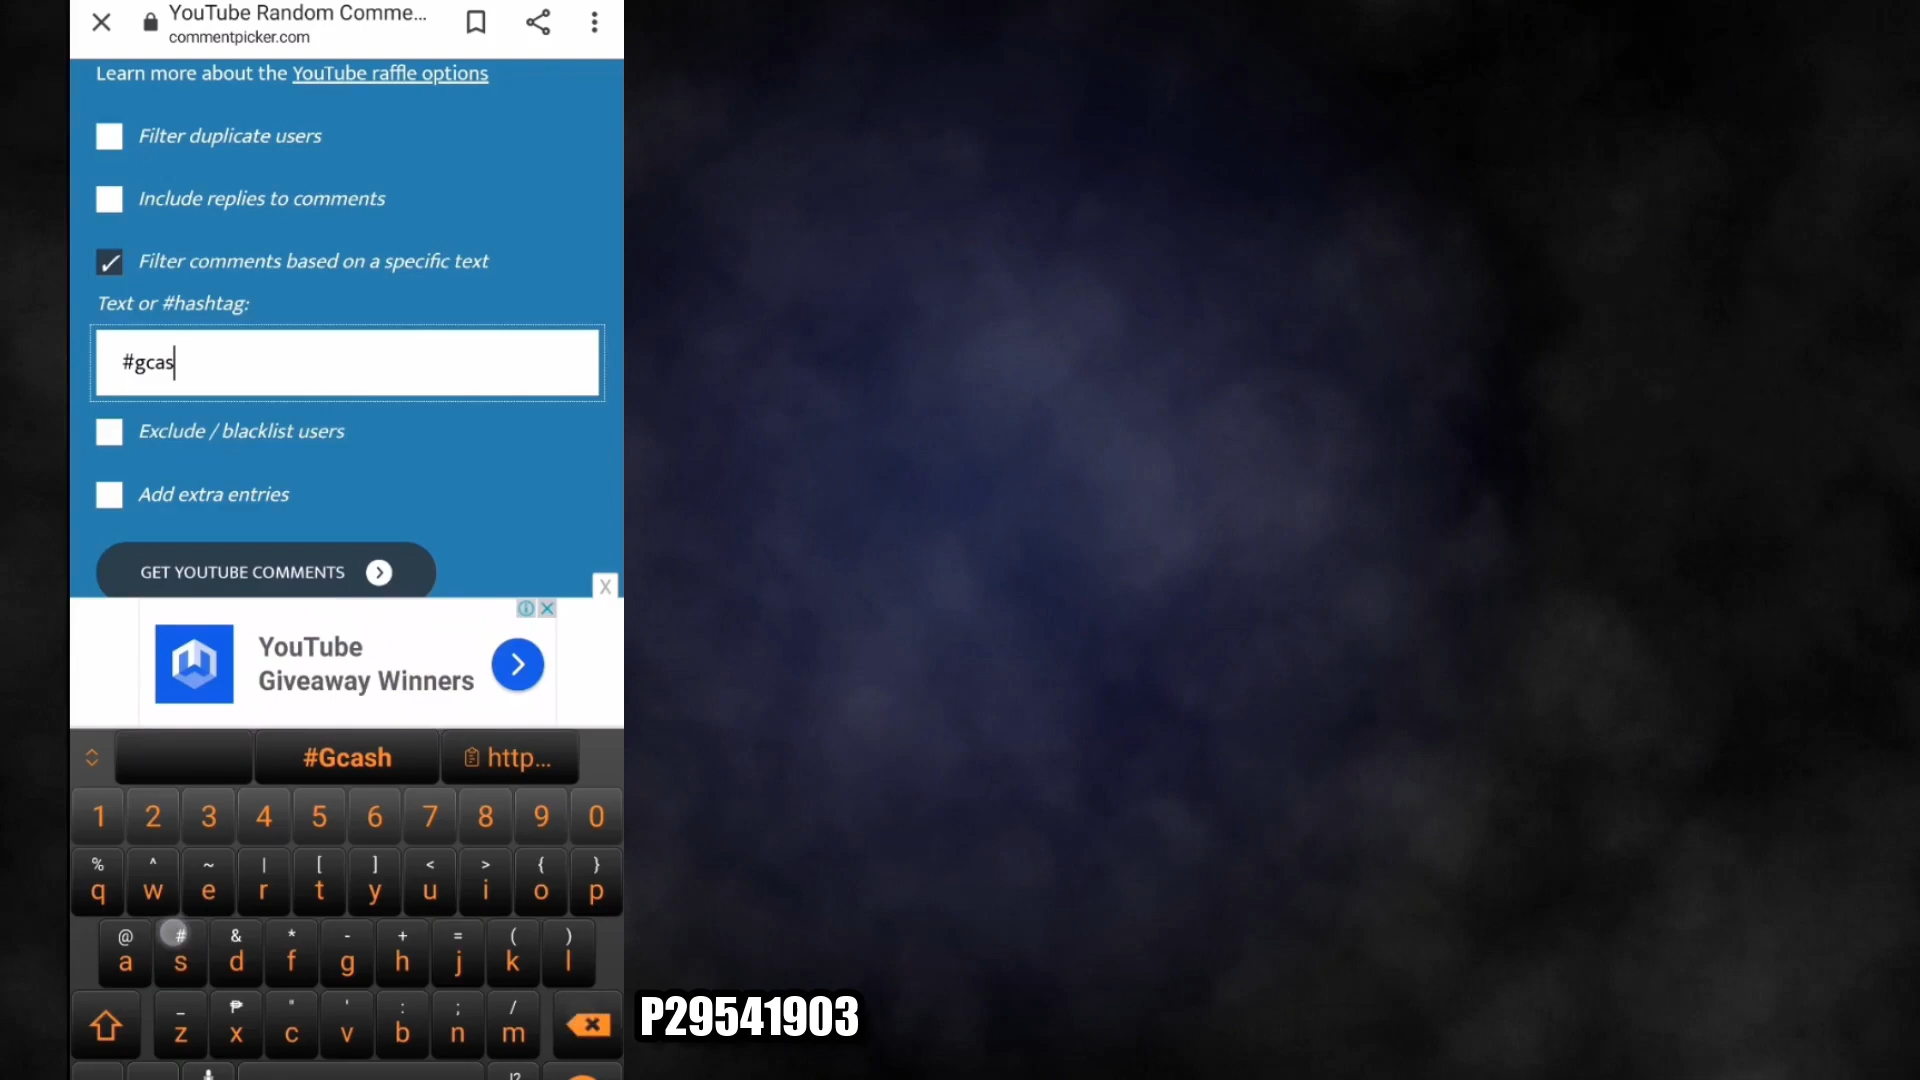 YouTube Random Comme...
commentpicker.com
Learn more about the YouTube raffle options
Filter duplicate users
Include replies to comments
Filter comments based on a specific text
Text or #hashtag:
#gcas
Exclude / blacklist users
Add extra entries
GET YOUTUBE COMMENTS
X
YouTube
Giveaway Winners
#Gcash http...
1 2 3 4 5 6 7 8 9 0
% ^ ~ | [ ] < > { }
q w e r t y u i o p
@ # & * - + = ( )
a s d f g h j k l
_ ₱ " ' : ; /
z x c v b n m
!?
P29541903